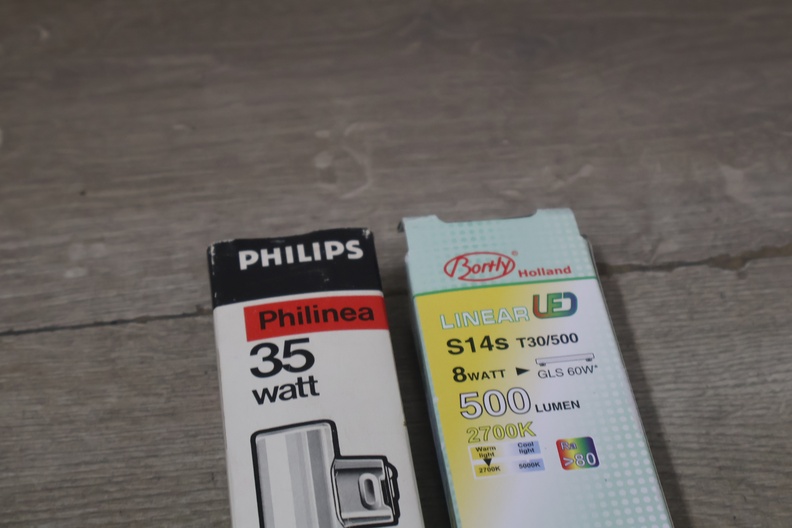 PHILIPS
Philinea
35
watt
Bortly® Holland
LINEAR LED
S14s T30/500
8WATT ► GLS 60W*
500 LUMEN
2700K
Warm light
Cool light
2700K
5000K
Ra
>80